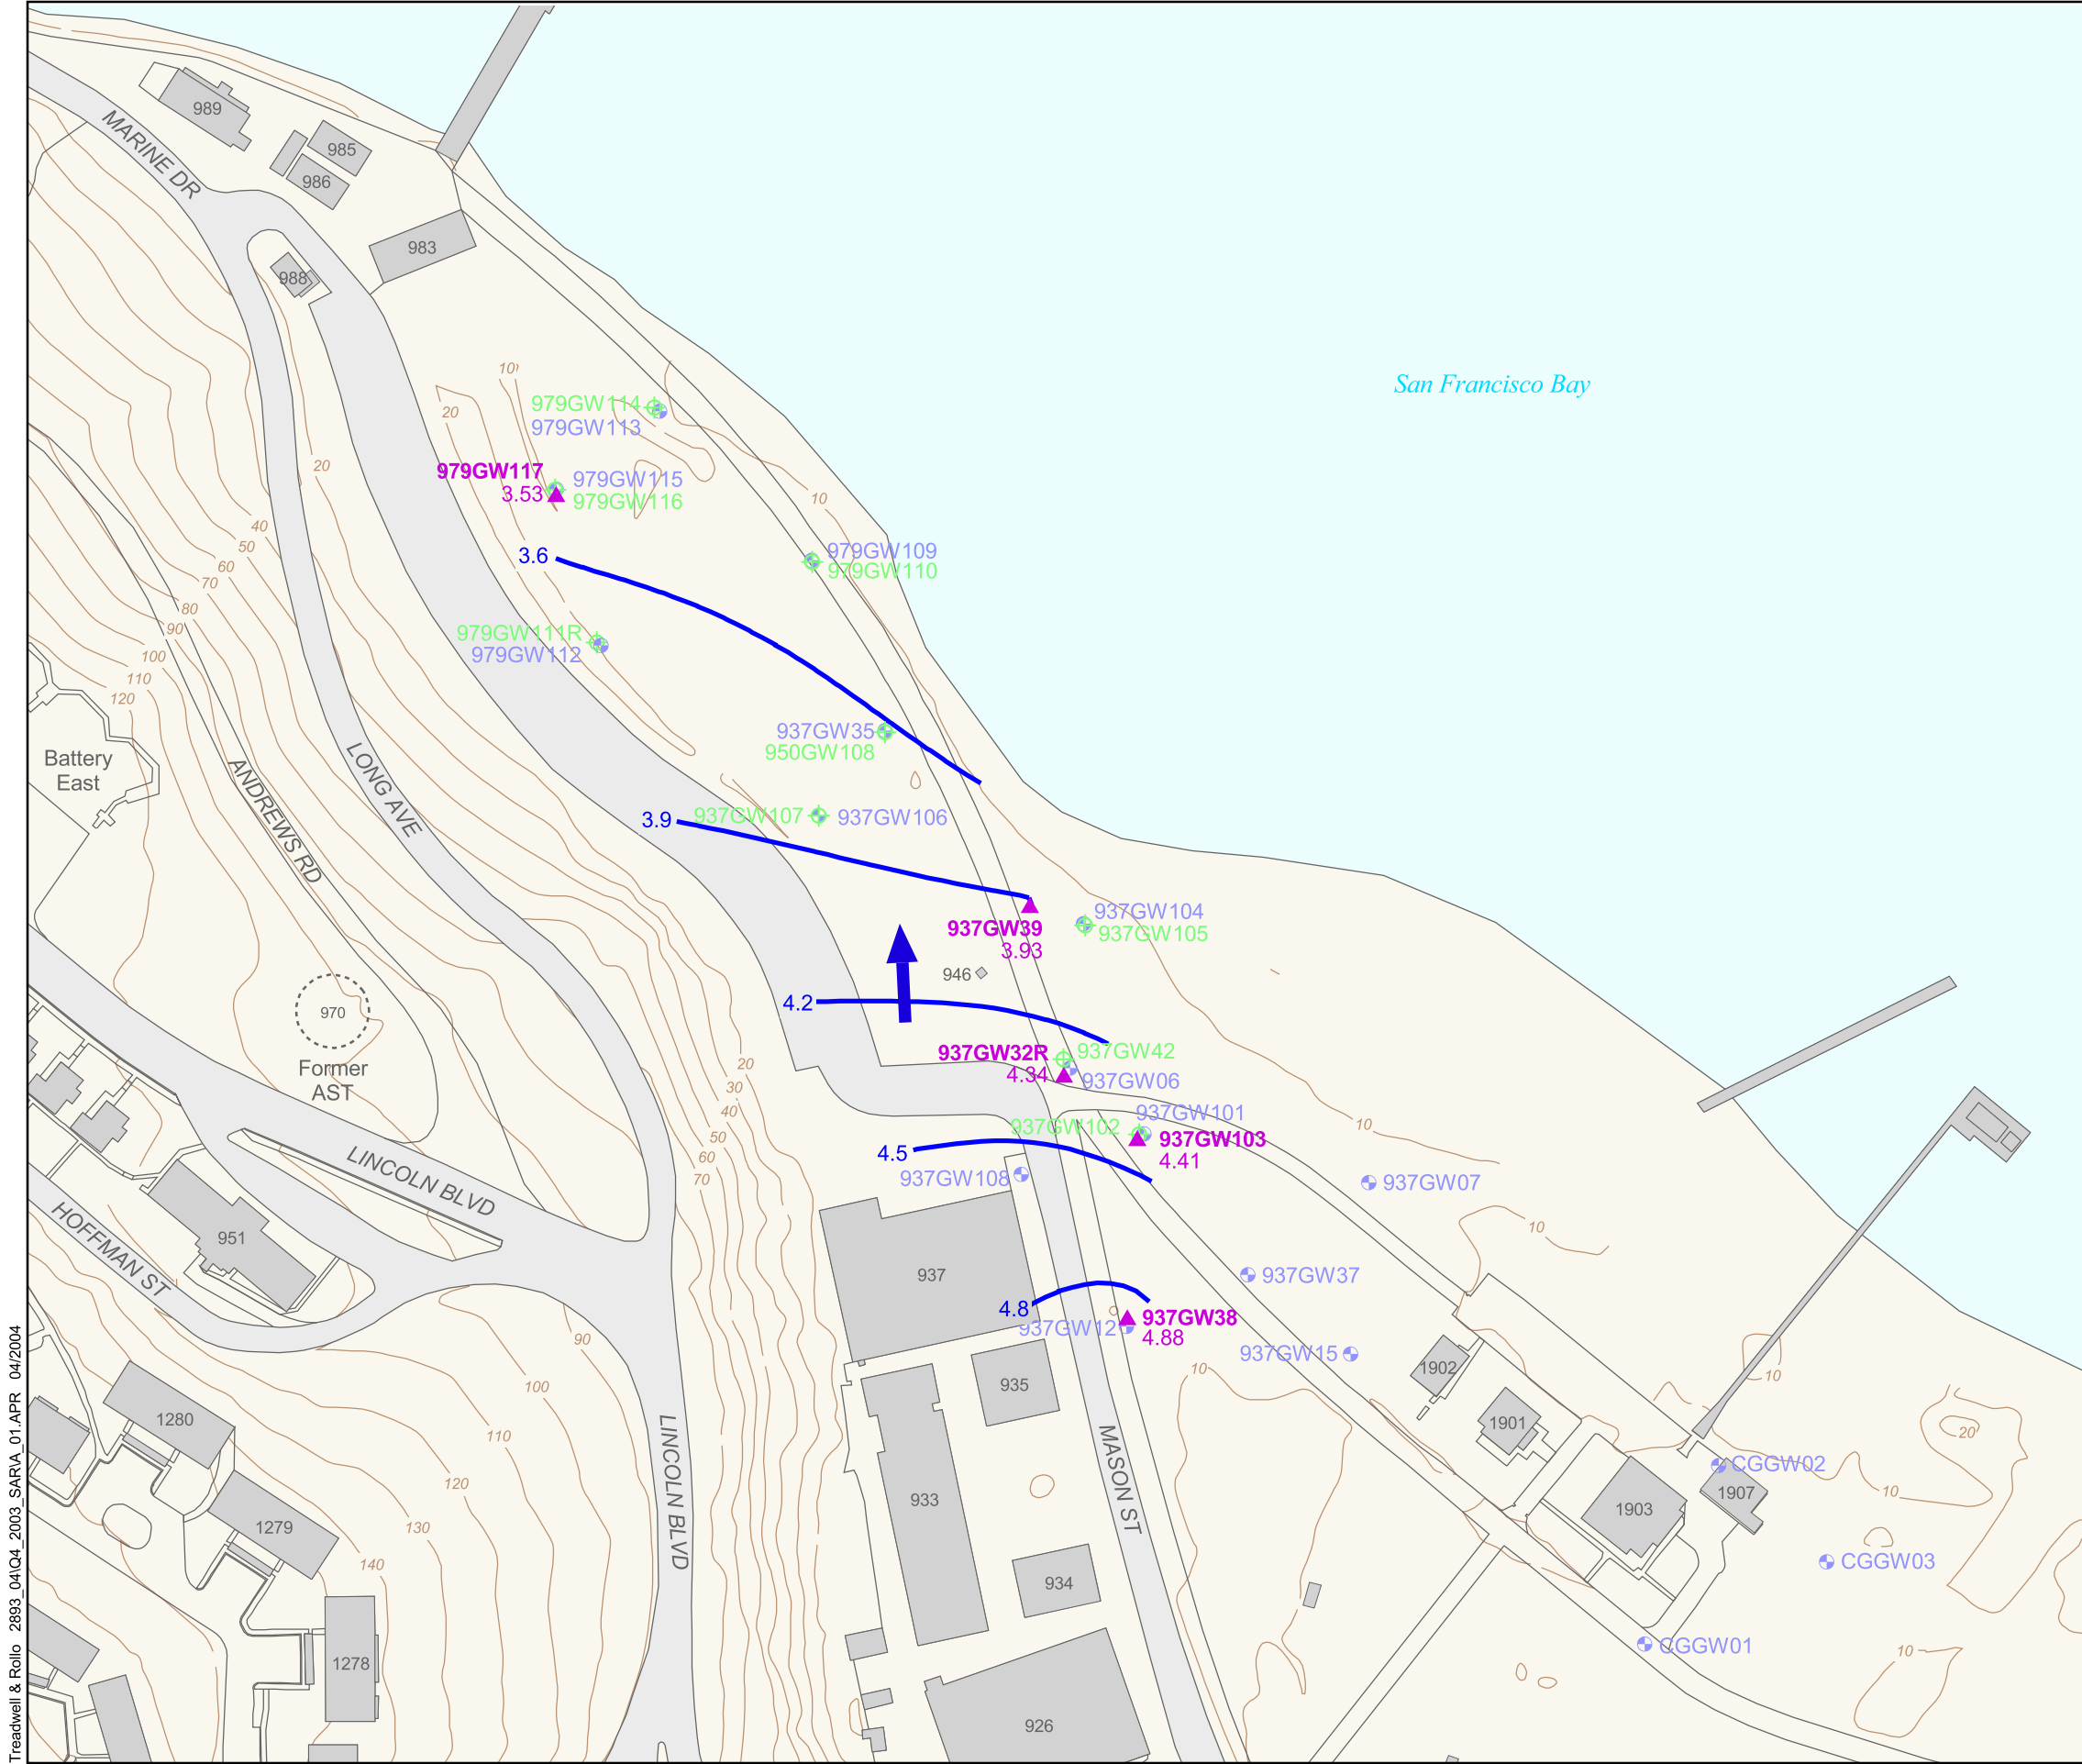 989
985
986
MARINE DR
983
988
San Francisco Bay
10
20
979GW114
979GW113
979GW117
3.53
979GW115
979GW116
20
10
40
50
60
70
80
90
100
110
120
3.6
979GW109
979GW110
979GW111R
979GW112
937GW35
950GW108
Battery
East
ANDREWS RD
LONG AVE
3.9
937GW107
937GW106
937GW39
3.93
937GW104
937GW105
946
970
Former
AST
4.2
937GW32R
4.34
937GW42
937GW06
20
30
40
50
60
70
937GW101
937GW102
937GW103
4.41
10
4.5
937GW108
937GW07
LINCOLN BLVD
HOFFMAN ST
951
10
937
937GW37
4.8
937GW12
937GW38
4.88
937GW15
90
100
110
120
130
140
10
1902
10
935
1901
1280
LINCOLN BLVD
MASON ST
20
CGGW02
1907
10
933
1903
1279
CGGW03
934
1278
CGGW01
10
926
Treadwell & Rollo 2893_04\Q4_2003_SAR\A_01.APR 04/2004